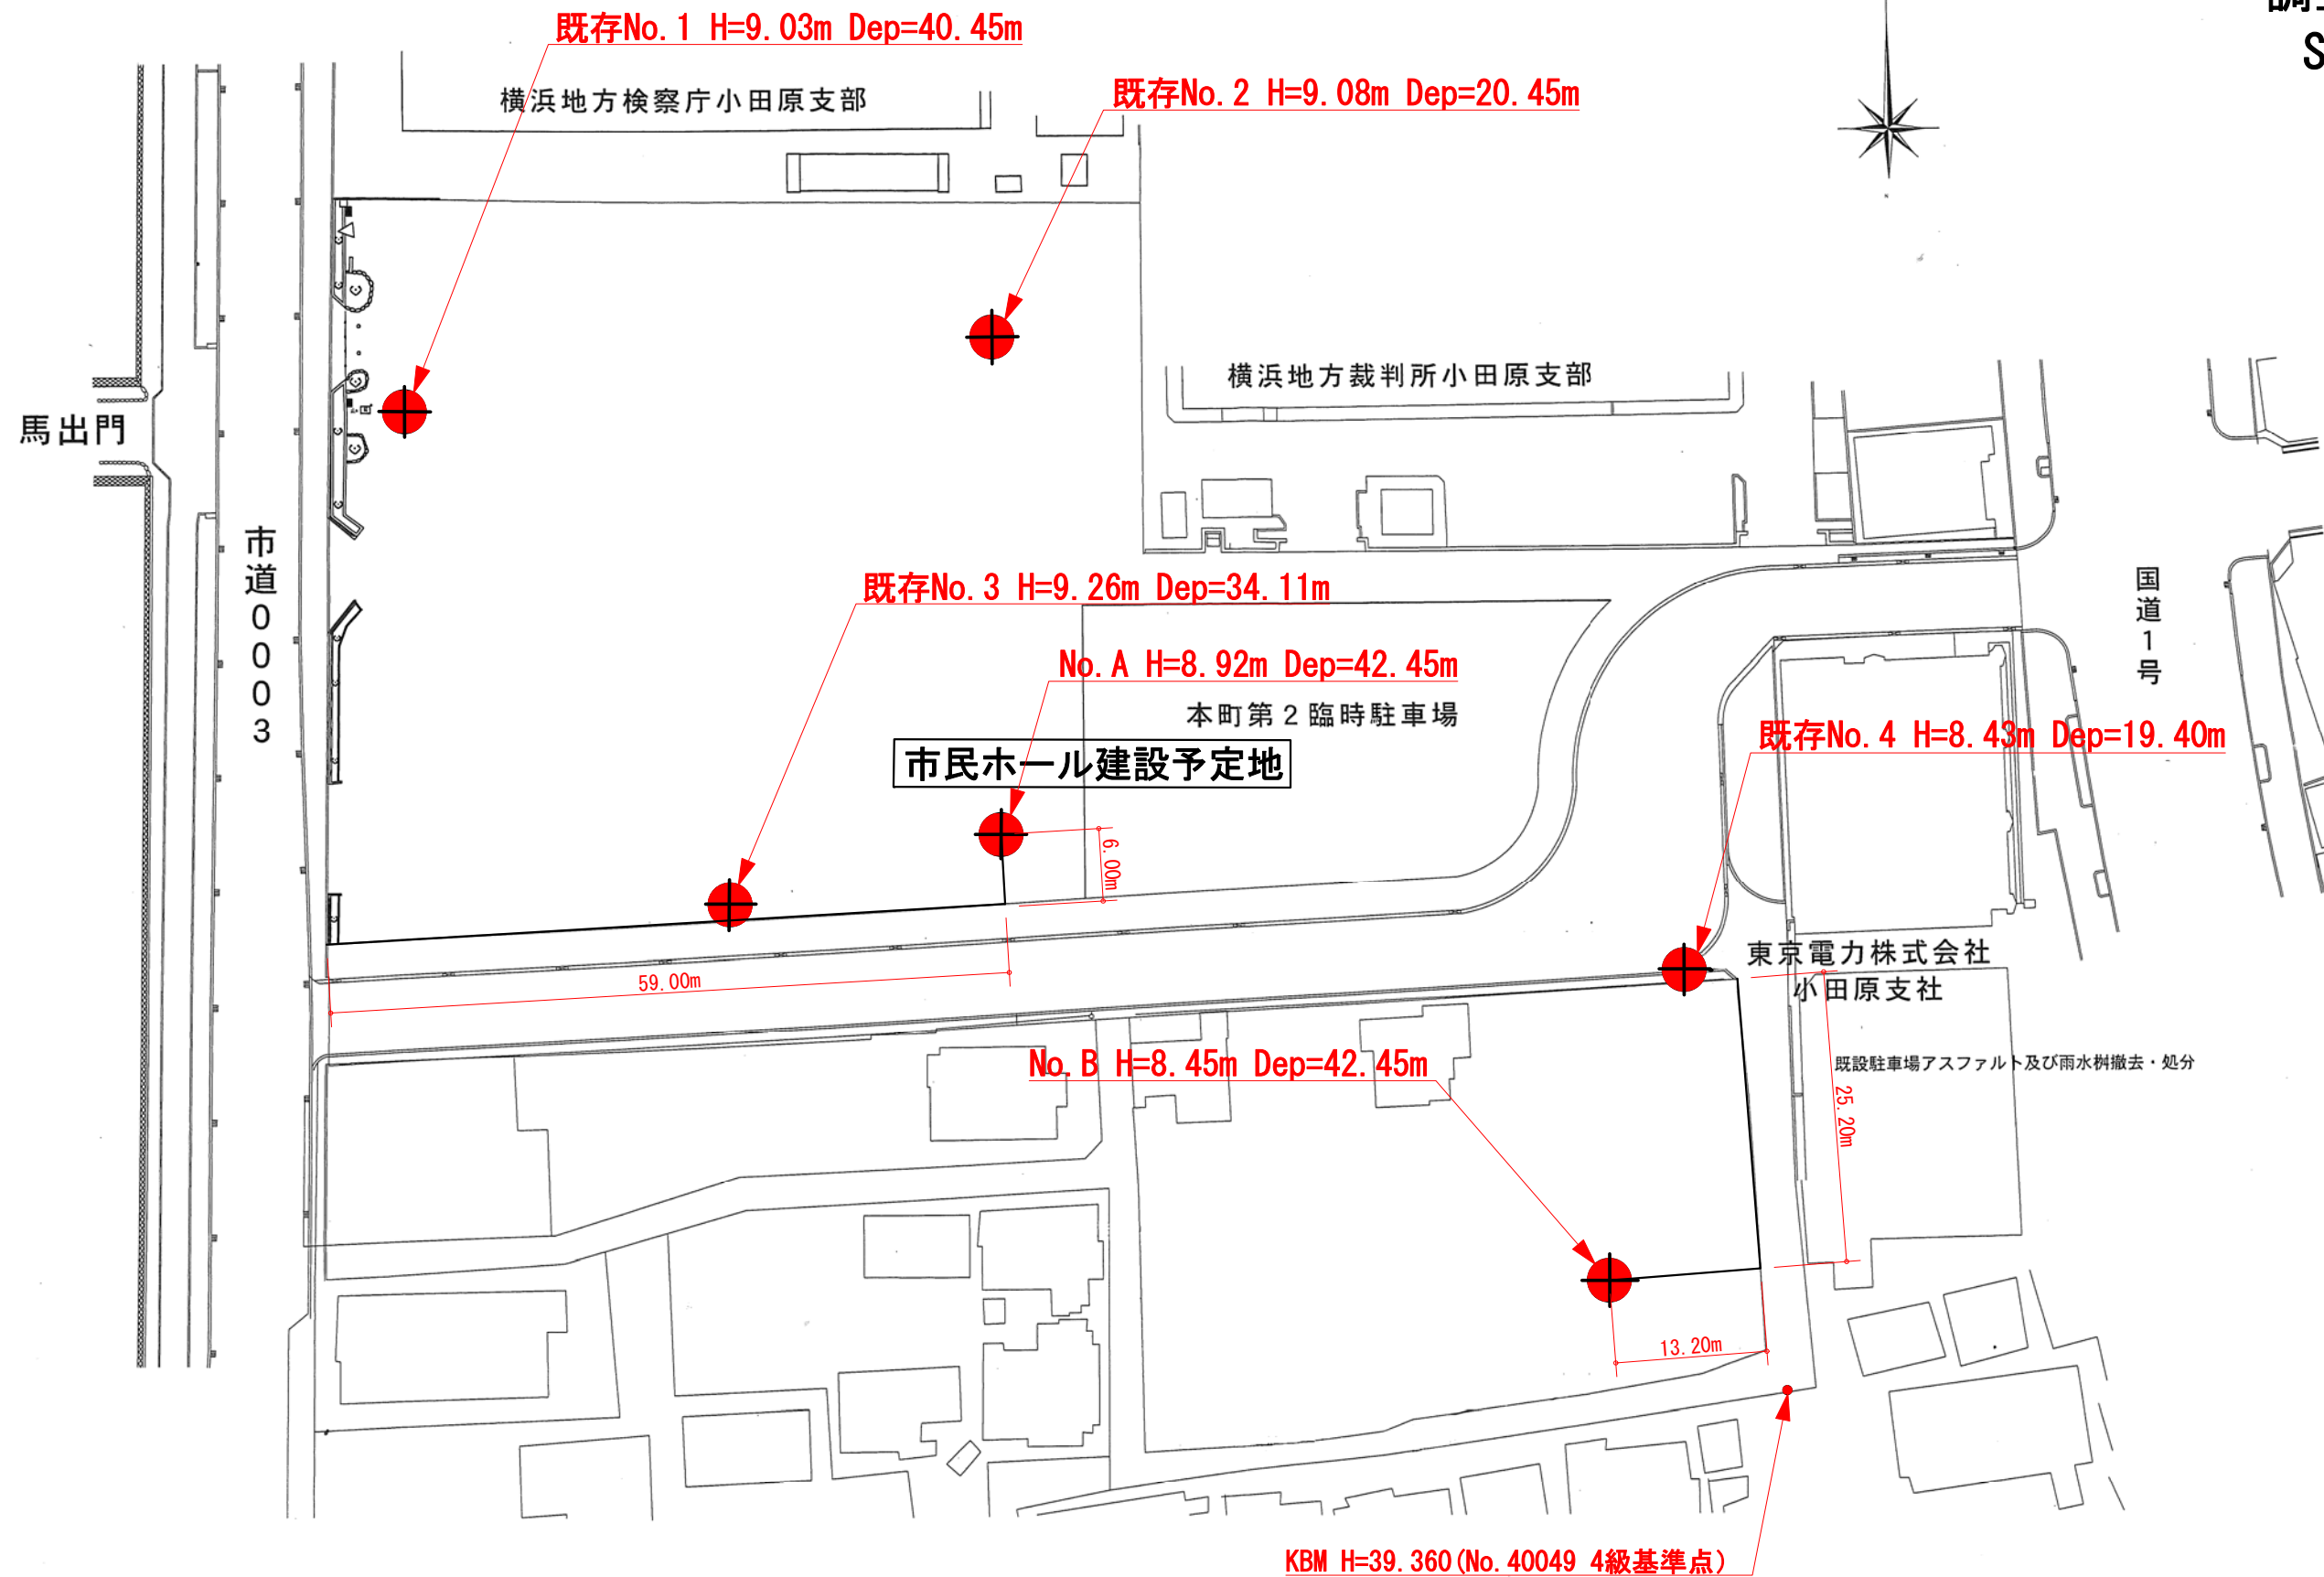 既存No.1 H=9.03m Dep=40.45m
横浜地方検察庁小田原支部
既存No.2 H=9.08m Dep=20.45m
S
横浜地方裁判所小田原支部
馬出門
市道0003
国道1号
既存No.3 H=9.26m Dep=34.11m
No.A H=8.92m Dep=42.45m
本町第2臨時駐車場
既存No.4 H=8.43m Dep=19.40m
市民ホール建設予定地
6.00m
59.00m
東京電力株式会社
小田原支社
No.B H=8.45m Dep=42.45m
既設駐車場アスファルト及び雨水桝撤去・処分
25.20m
13.20m
KBM H=39.360(No.40049 4級基準点)